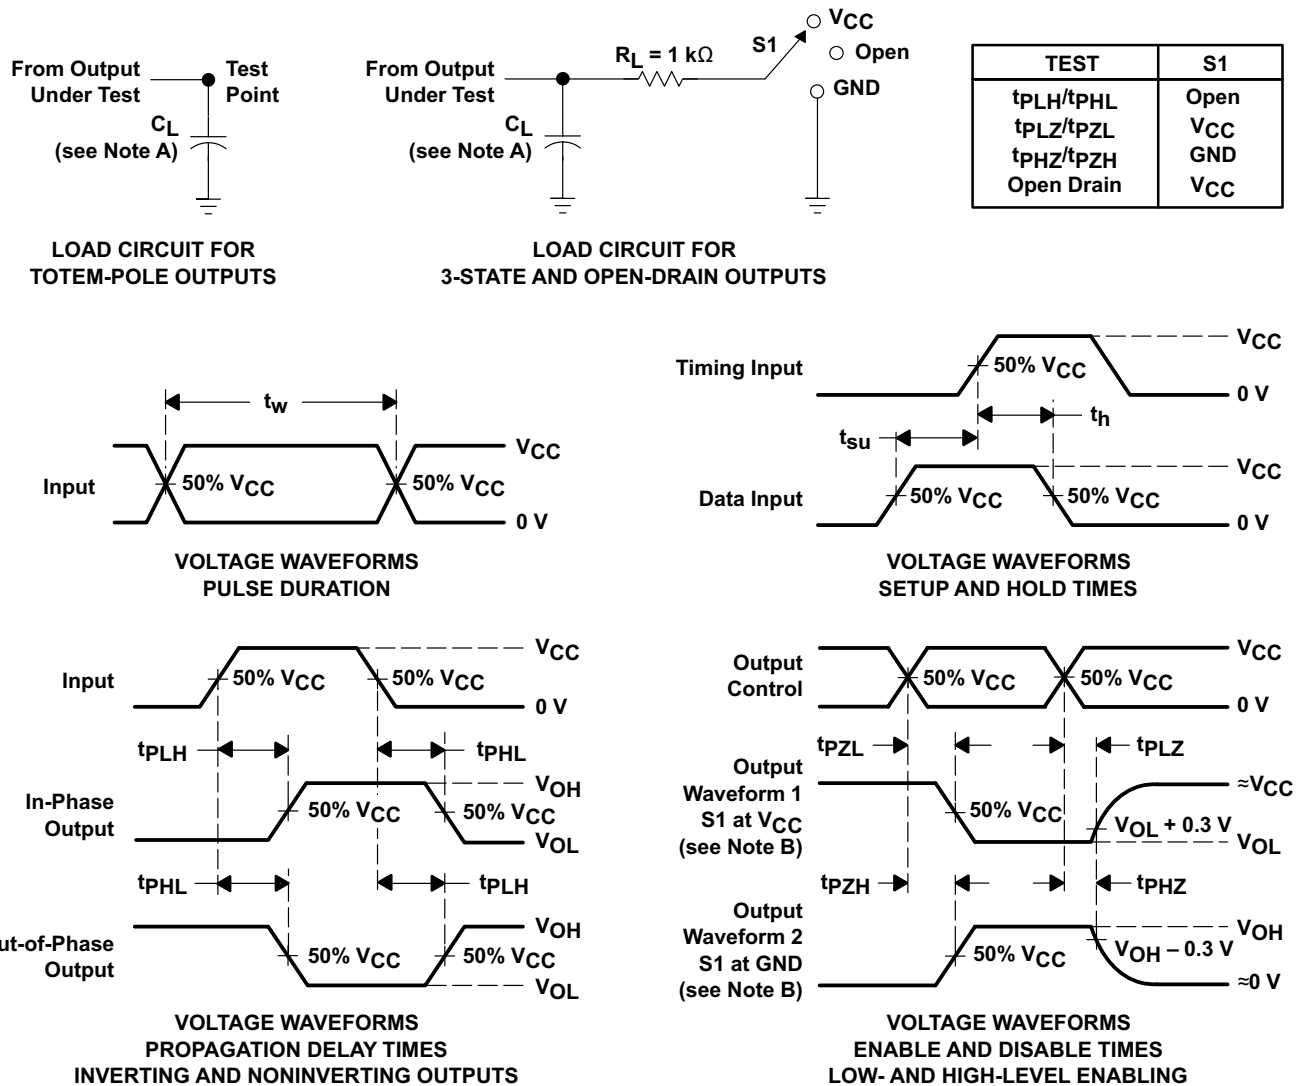 From Output
Under Test
Test
Point
CL
(see Note A)
LOAD CIRCUIT FOR
TOTEM-POLE OUTPUTS
From Output
Under Test
CL
(see Note A)
RL = 1 kΩ
S1
VCC
Open
GND
LOAD CIRCUIT FOR
3-STATE AND OPEN-DRAIN OUTPUTS
TEST S1
tPLH/tPHL Open
tPLZ/tPZL VCC
tPHZ/tPZH GND
Open Drain VCC
tw
Input
50% VCC
50% VCC
VCC
0 V
VOLTAGE WAVEFORMS
PULSE DURATION
Timing Input
50% VCC
VCC
0 V
tsu
th
Data Input
50% VCC
50% VCC
VCC
0 V
VOLTAGE WAVEFORMS
SETUP AND HOLD TIMES
Input
50% VCC
50% VCC
VCC
0 V
tPLH
tPHL
In-Phase
Output
50% VCC
50% VCC
VOH
VOL
tPHL
tPLH
ut-of-Phase
Output
50% VCC
50% VCC
VOH
VOL
VOLTAGE WAVEFORMS
PROPAGATION DELAY TIMES
INVERTING AND NONINVERTING OUTPUTS
Output
Control
50% VCC
50% VCC
VCC
0 V
tPZL
tPLZ
Output
Waveform 1
S1 at VCC
(see Note B)
50% VCC
≈VCC
VOL + 0.3 V
VOL
tPZH
tPHZ
Output
Waveform 2
S1 at GND
(see Note B)
50% VCC
VOH
VOH – 0.3 V
≈0 V
VOLTAGE WAVEFORMS
ENABLE AND DISABLE TIMES
LOW- AND HIGH-LEVEL ENABLING